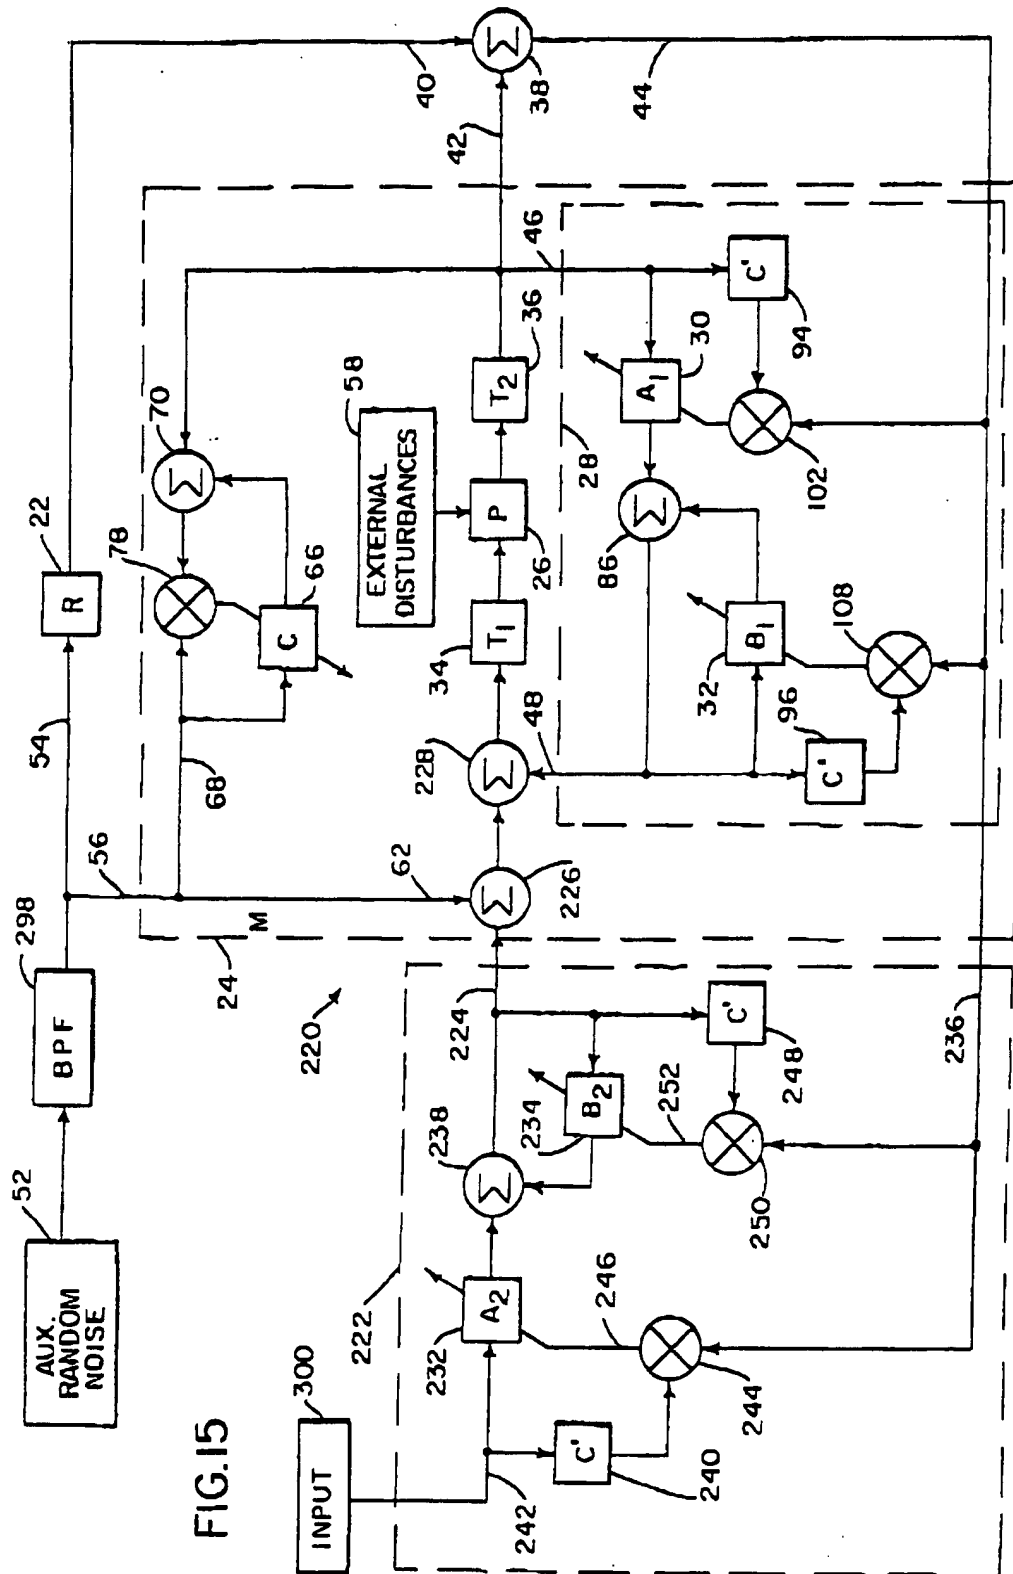 FIG.15
AUX.
RANDOM
NOISE
52
BPF
298
54
R
22
40
Σ
38
44
42
56
68
70
Σ
78
66
C
M
24
62
EXTERNAL
DISTURBANCES
58
Σ
226
Σ
228
T1
34
P
26
T2
36
46
48
28
A1
30
Σ
86
B1
32
C'
94
102
C'
96
108
220
INPUT
300
222
242
A2
232
Σ
238
224
B2
234
C'
240
244
246
C'
248
250
252
236